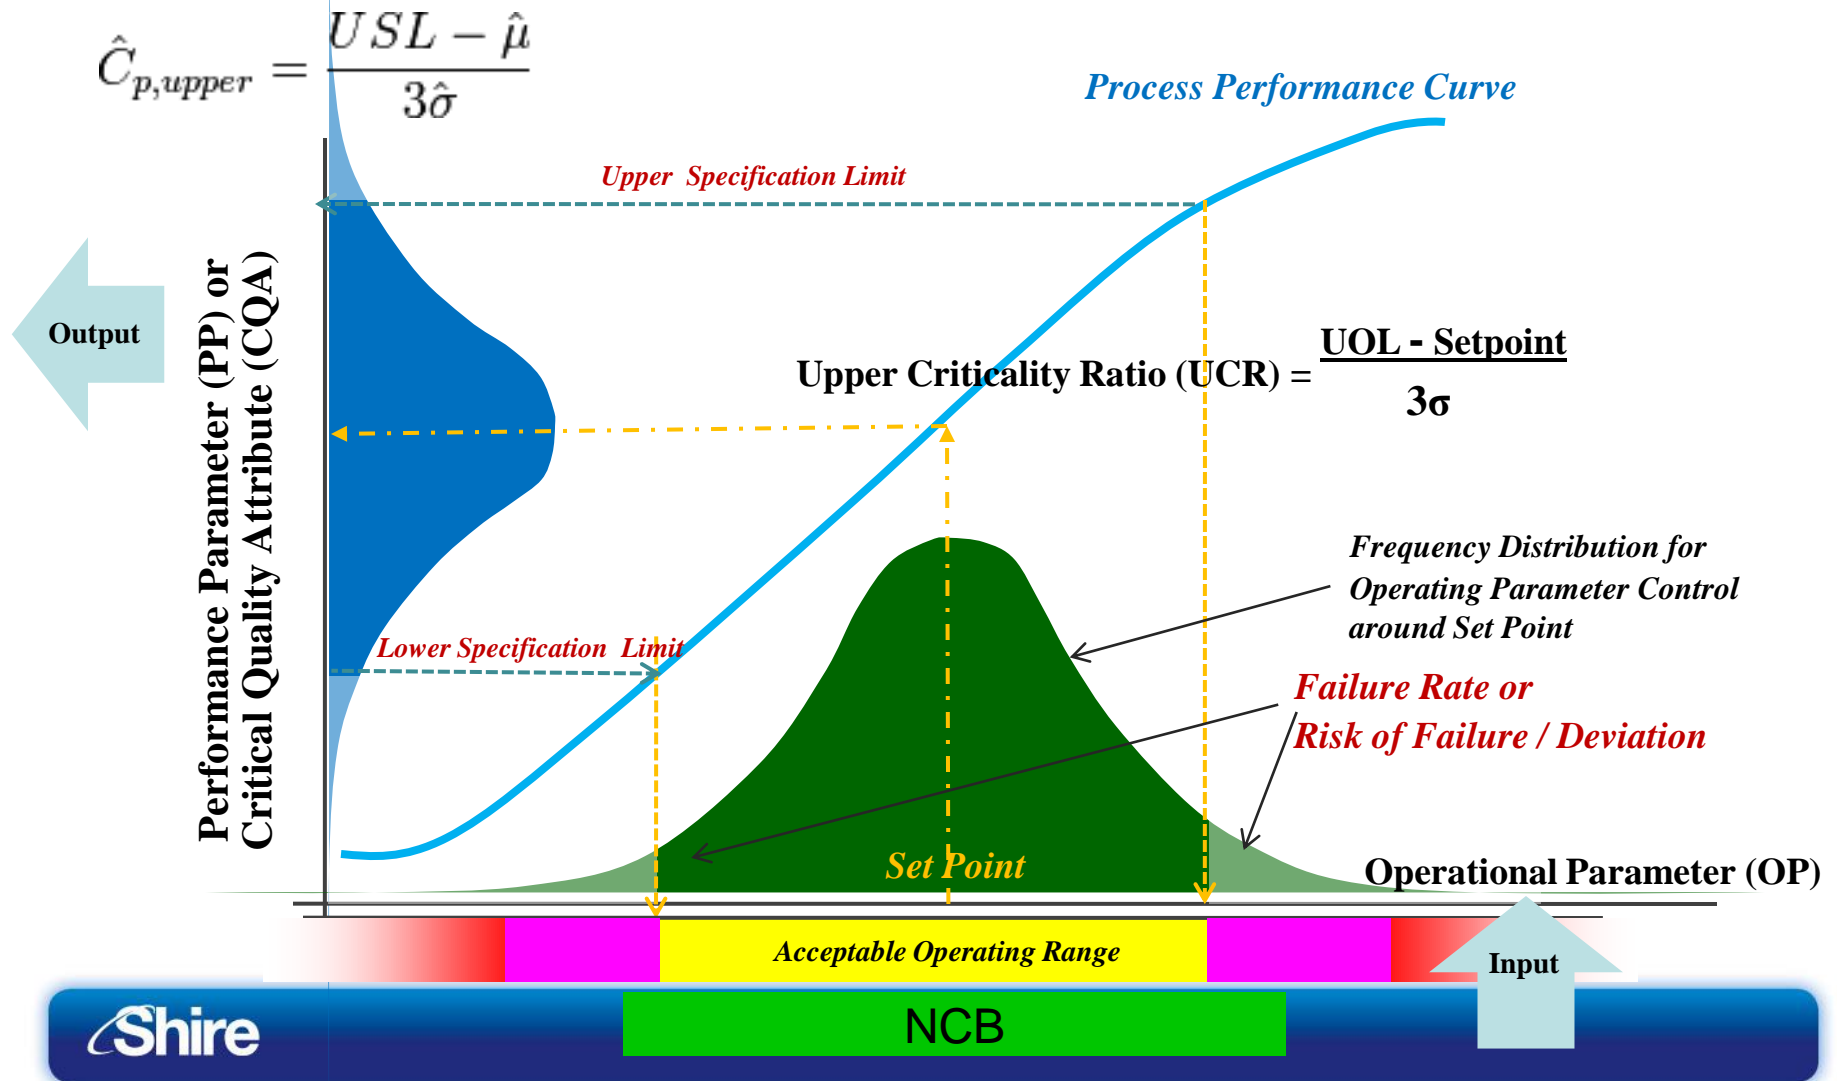 Ĉp,upper = USL − μ̂ / 3σ̂
Process Performance Curve
Upper Specification Limit
Output
Performance Parameter (PP) or
Critical Quality Attribute (CQA)
Upper Criticality Ratio (UCR) = UOL - Setpoint / 3σ
Frequency Distribution for
Operating Parameter Control
around Set Point
Lower Specification Limit
Failure Rate or
Risk of Failure / Deviation
Set Point
Operational Parameter (OP)
Acceptable Operating Range
Input
Shire
NCB